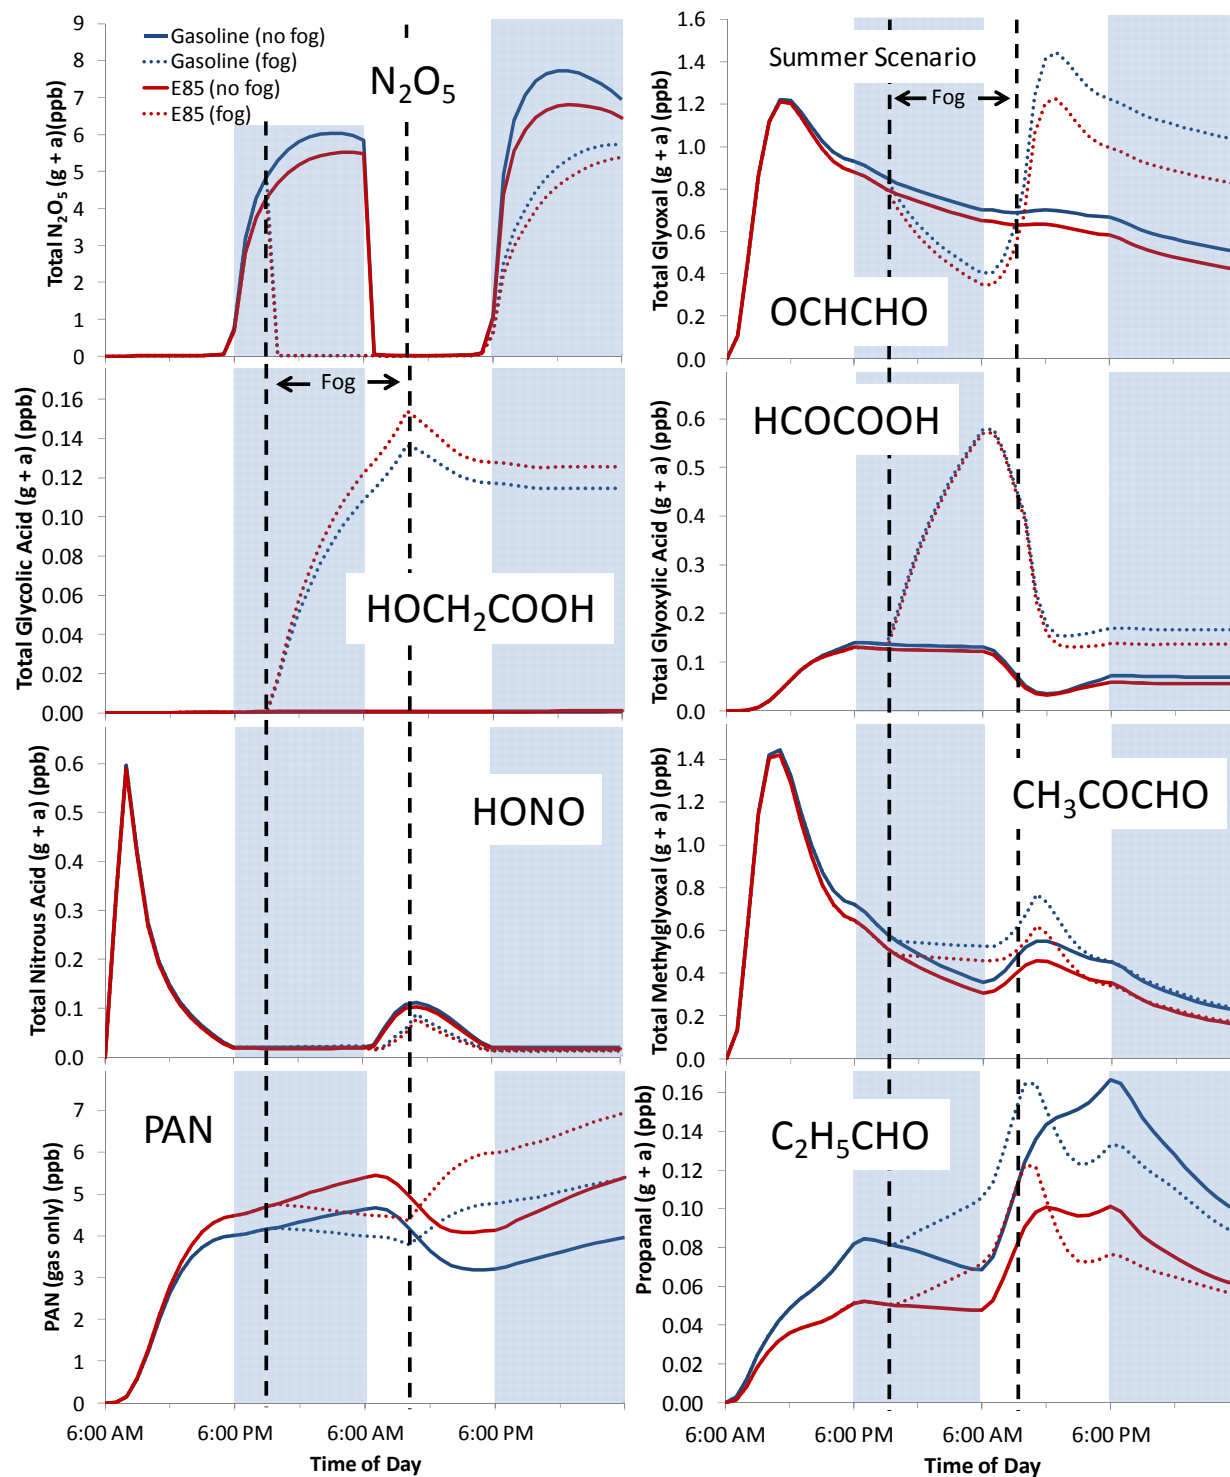 Gasoline (no fog)
Gasoline (fog)
E85 (no fog)
E85 (fog)
N₂O₅
Total N₂O₅ (g + a)(ppb)
9
8
7
6
5
4
3
2
1
0
Summer Scenario
Fog
OCHCHO
Total Glyoxal (g + a) (ppb)
1.6
1.4
1.2
1.0
0.8
0.6
0.4
0.2
0.0
Fog
HOCH₂COOH
Total Glycolic Acid (g + a) (ppb)
0.16
0.14
0.12
0.10
0.08
0.06
0.04
0.02
0.00
HCOCOOH
Total Glyoxylic Acid (g + a) (ppb)
0.6
0.5
0.4
0.3
0.2
0.1
0.0
HONO
Total Nitrous Acid (g + a) (ppb)
0.6
0.5
0.4
0.3
0.2
0.1
0.0
CH₃COCHO
Total Methylglyoxal (g + a) (ppb)
1.4
1.2
1.0
0.8
0.6
0.4
0.2
0.0
PAN
PAN (gas only) (ppb)
7
6
5
4
3
2
1
0
6:00 AM 6:00 PM 6:00 AM 6:00 PM
Time of Day
C₂H₅CHO
Propanal (g + a) (ppb)
0.16
0.14
0.12
0.10
0.08
0.06
0.04
0.02
0.00
6:00 AM 6:00 PM 6:00 AM 6:00 PM
Time of Day